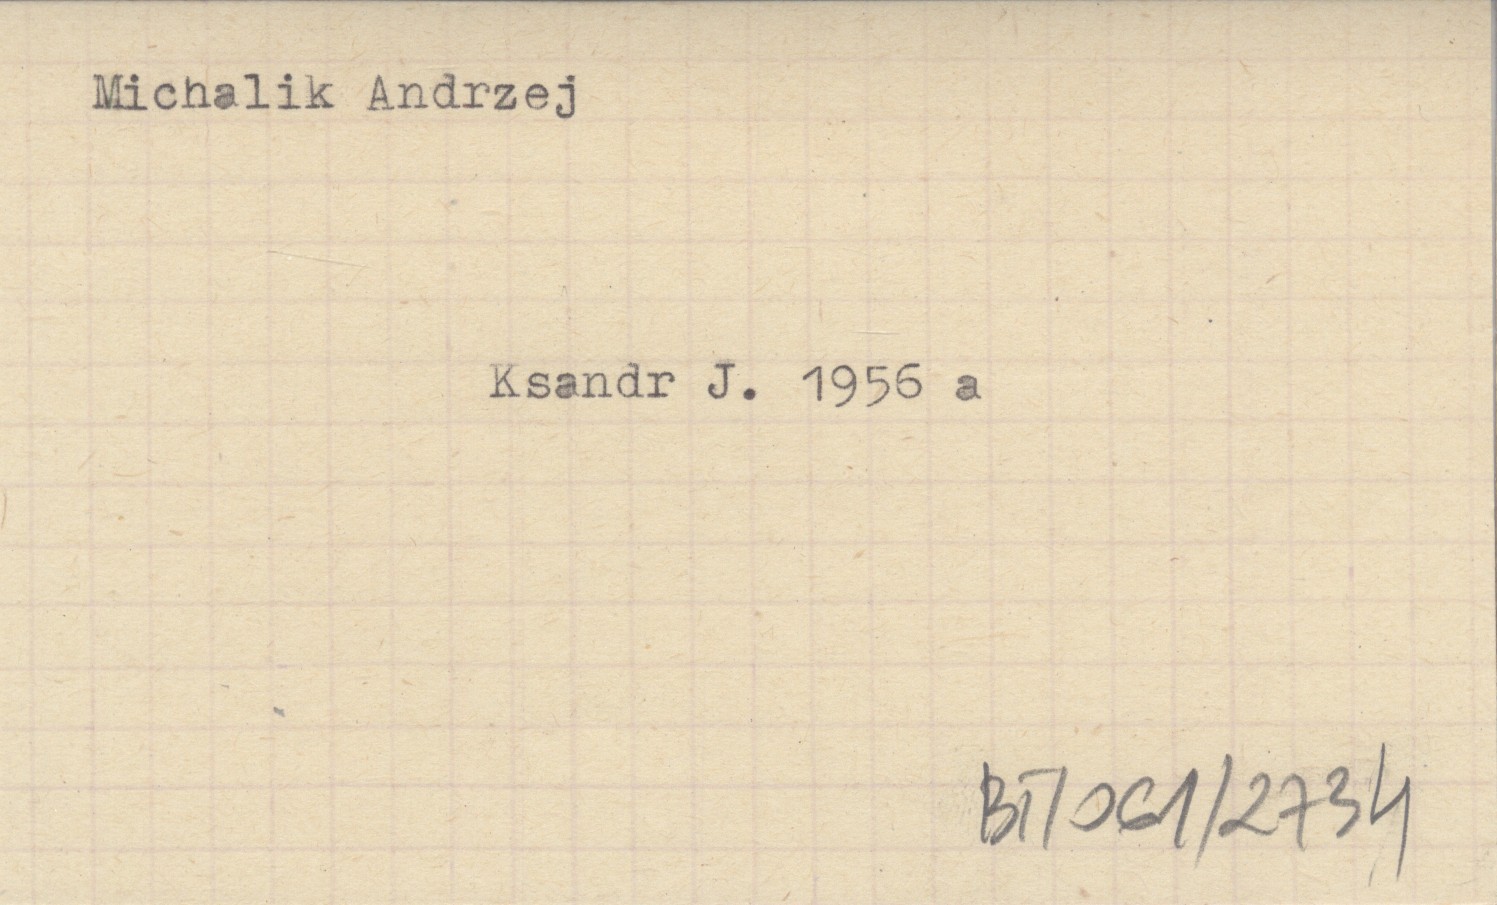 Michalik Andrzej
Ksandr J. 1956 a
BT/061/2734